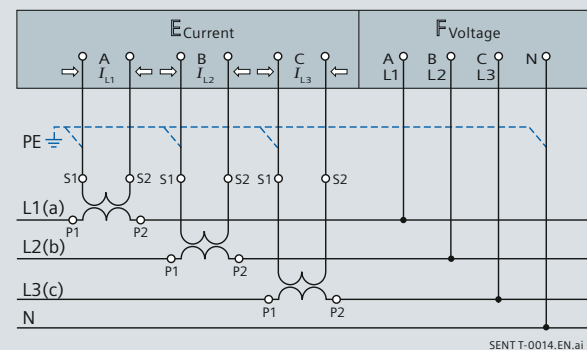 E Current F Voltage
A B C A B C N
I L1 I L2 I L3 L1 L2 L3
PE
S1 S2 S1 S2 S1 S2
L1(a)
P1 P2
L2(b)
P1 P2
L3(c)
P1 P2
N
SENT T-0014.EN.ai